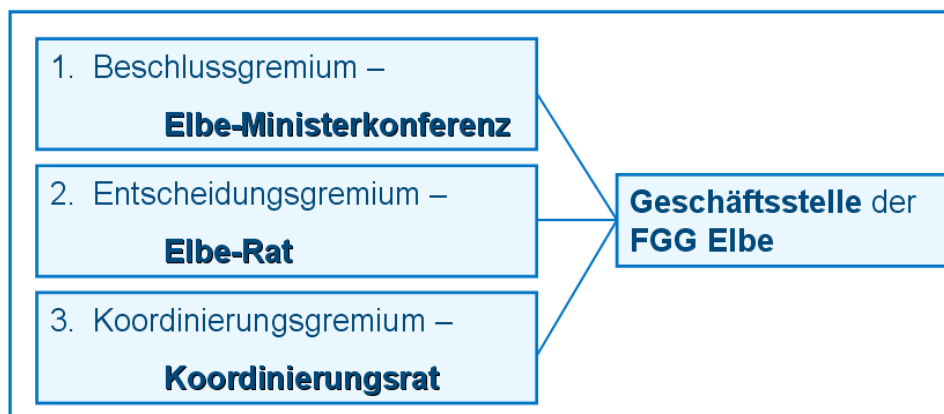 1. Beschlussgremium –
Elbe-Ministerkonferenz
2. Entscheidungsgremium –
Elbe-Rat
3. Koordinierungsgremium –
Koordinierungsrat
Geschäftsstelle der
FGG Elbe